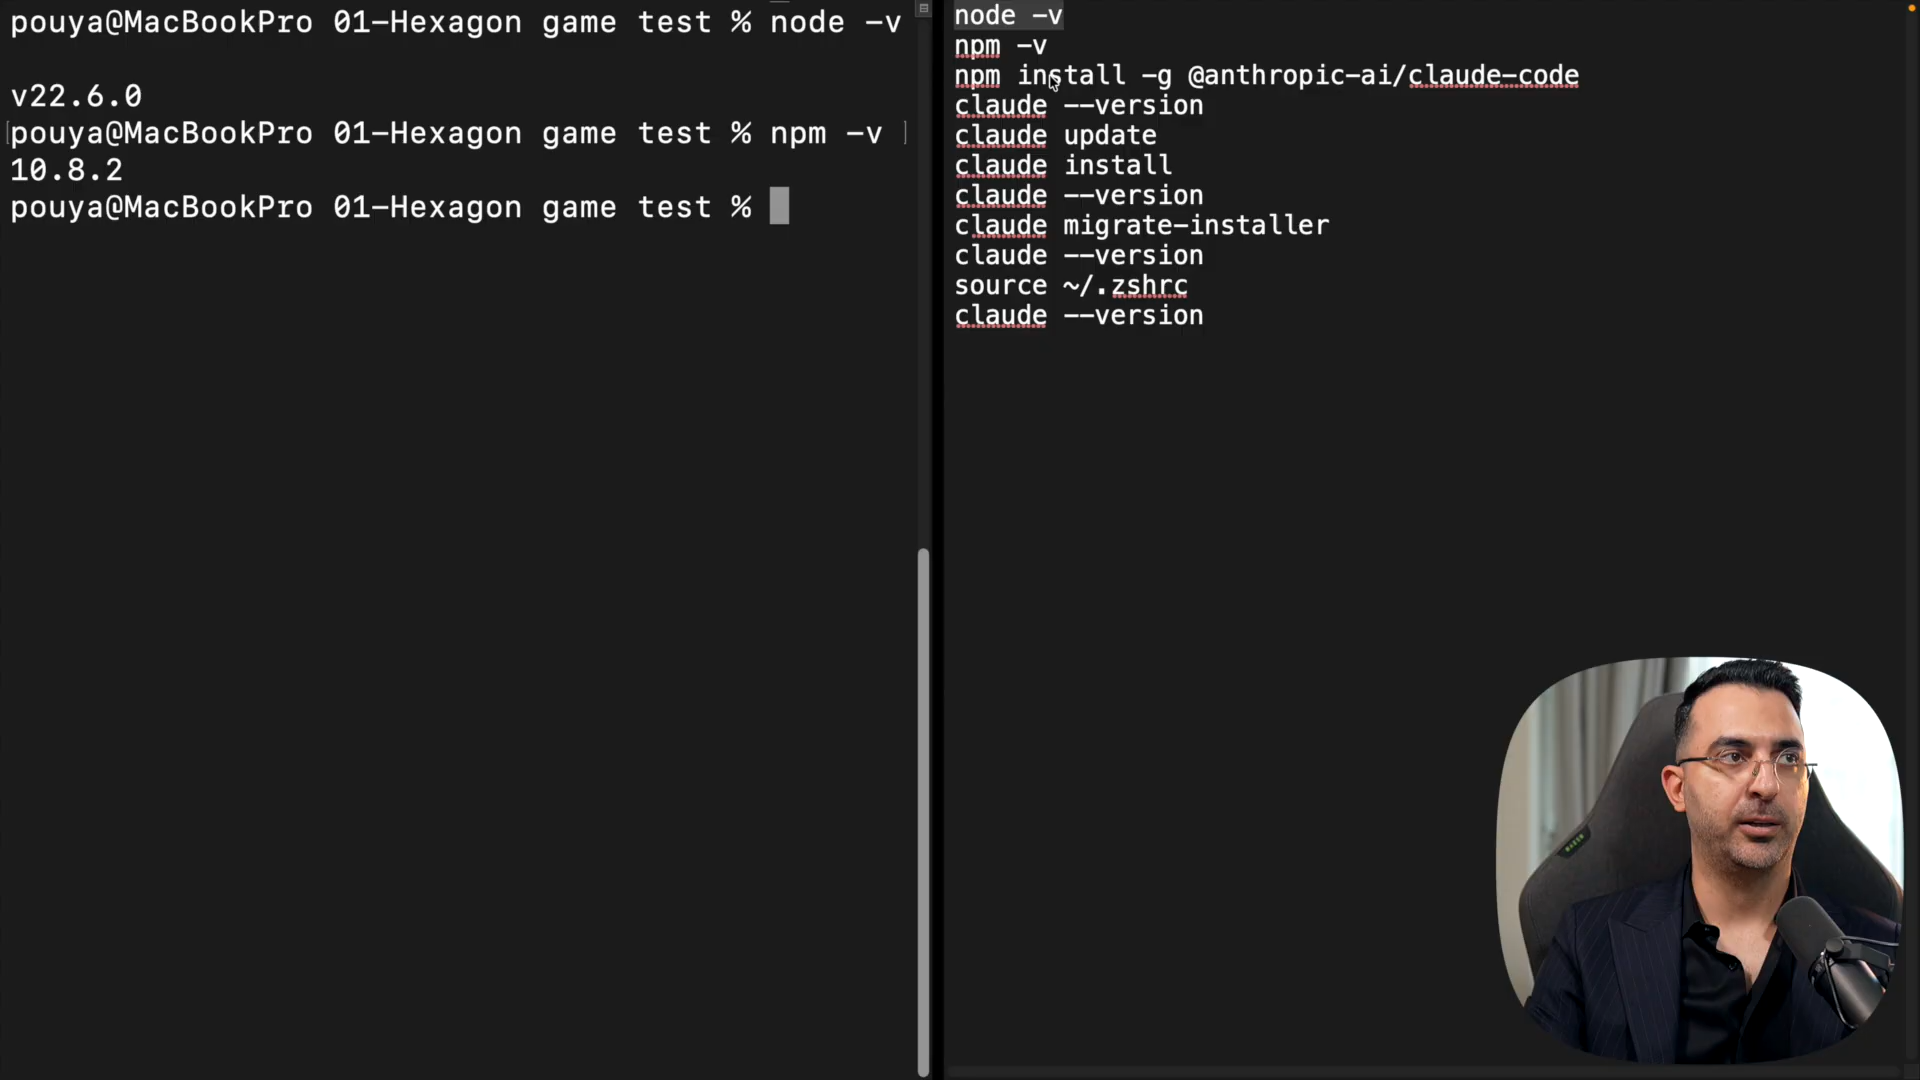 pouya@MacBookPro 01-Hexagon game test % node -v
v22.6.0
[pouya@MacBookPro 01-Hexagon game test % npm -v ]
10.8.2
pouya@MacBookPro 01-Hexagon game test %
node -v
npm -v
npm install -g @anthropic-ai/claude-code
claude --version
claude update
claude install
claude --version
claude migrate-installer
claude --version
source ~/.zshrc
claude --version
RAZER